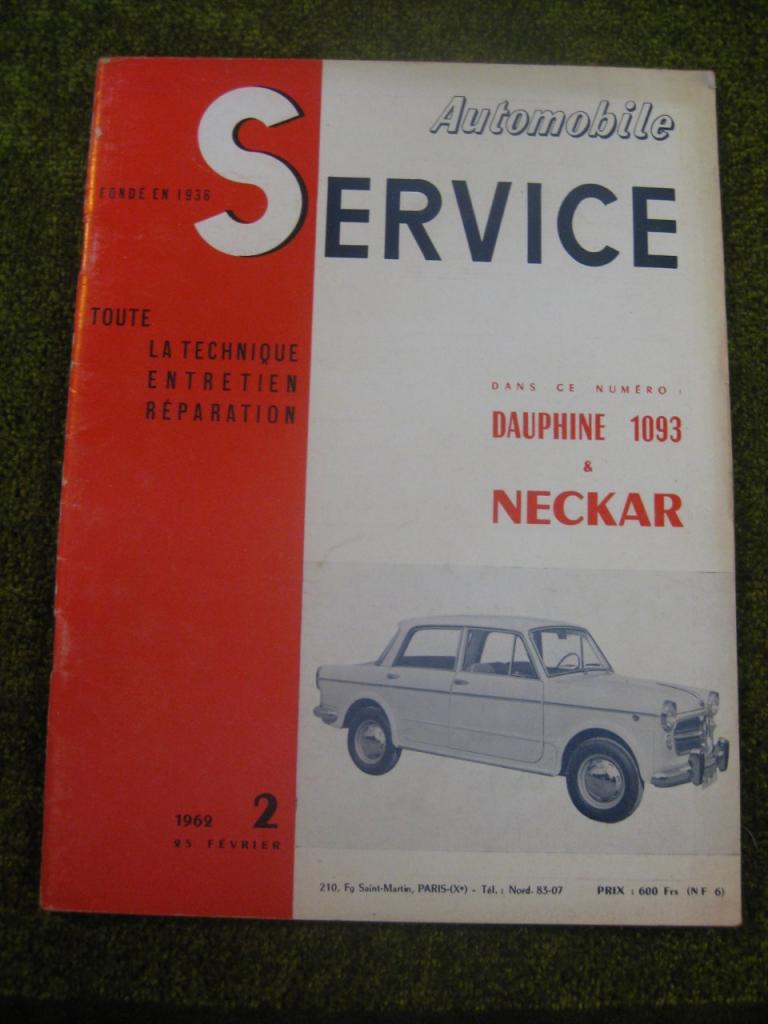 Automobile
SERVICE
FONDÉ EN 1936
TOUTE
LA TECHNIQUE
ENTRETIEN
RÉPARATION
DANS CE NUMÉRO :
DAUPHINE 1093
&
NECKAR
1962 2
25 FÉVRIER
210, Fg Saint-Martin, PARIS-(Xe) - Tél. : Nord. 83-07 PRIX : 600 Frs (NF 6)